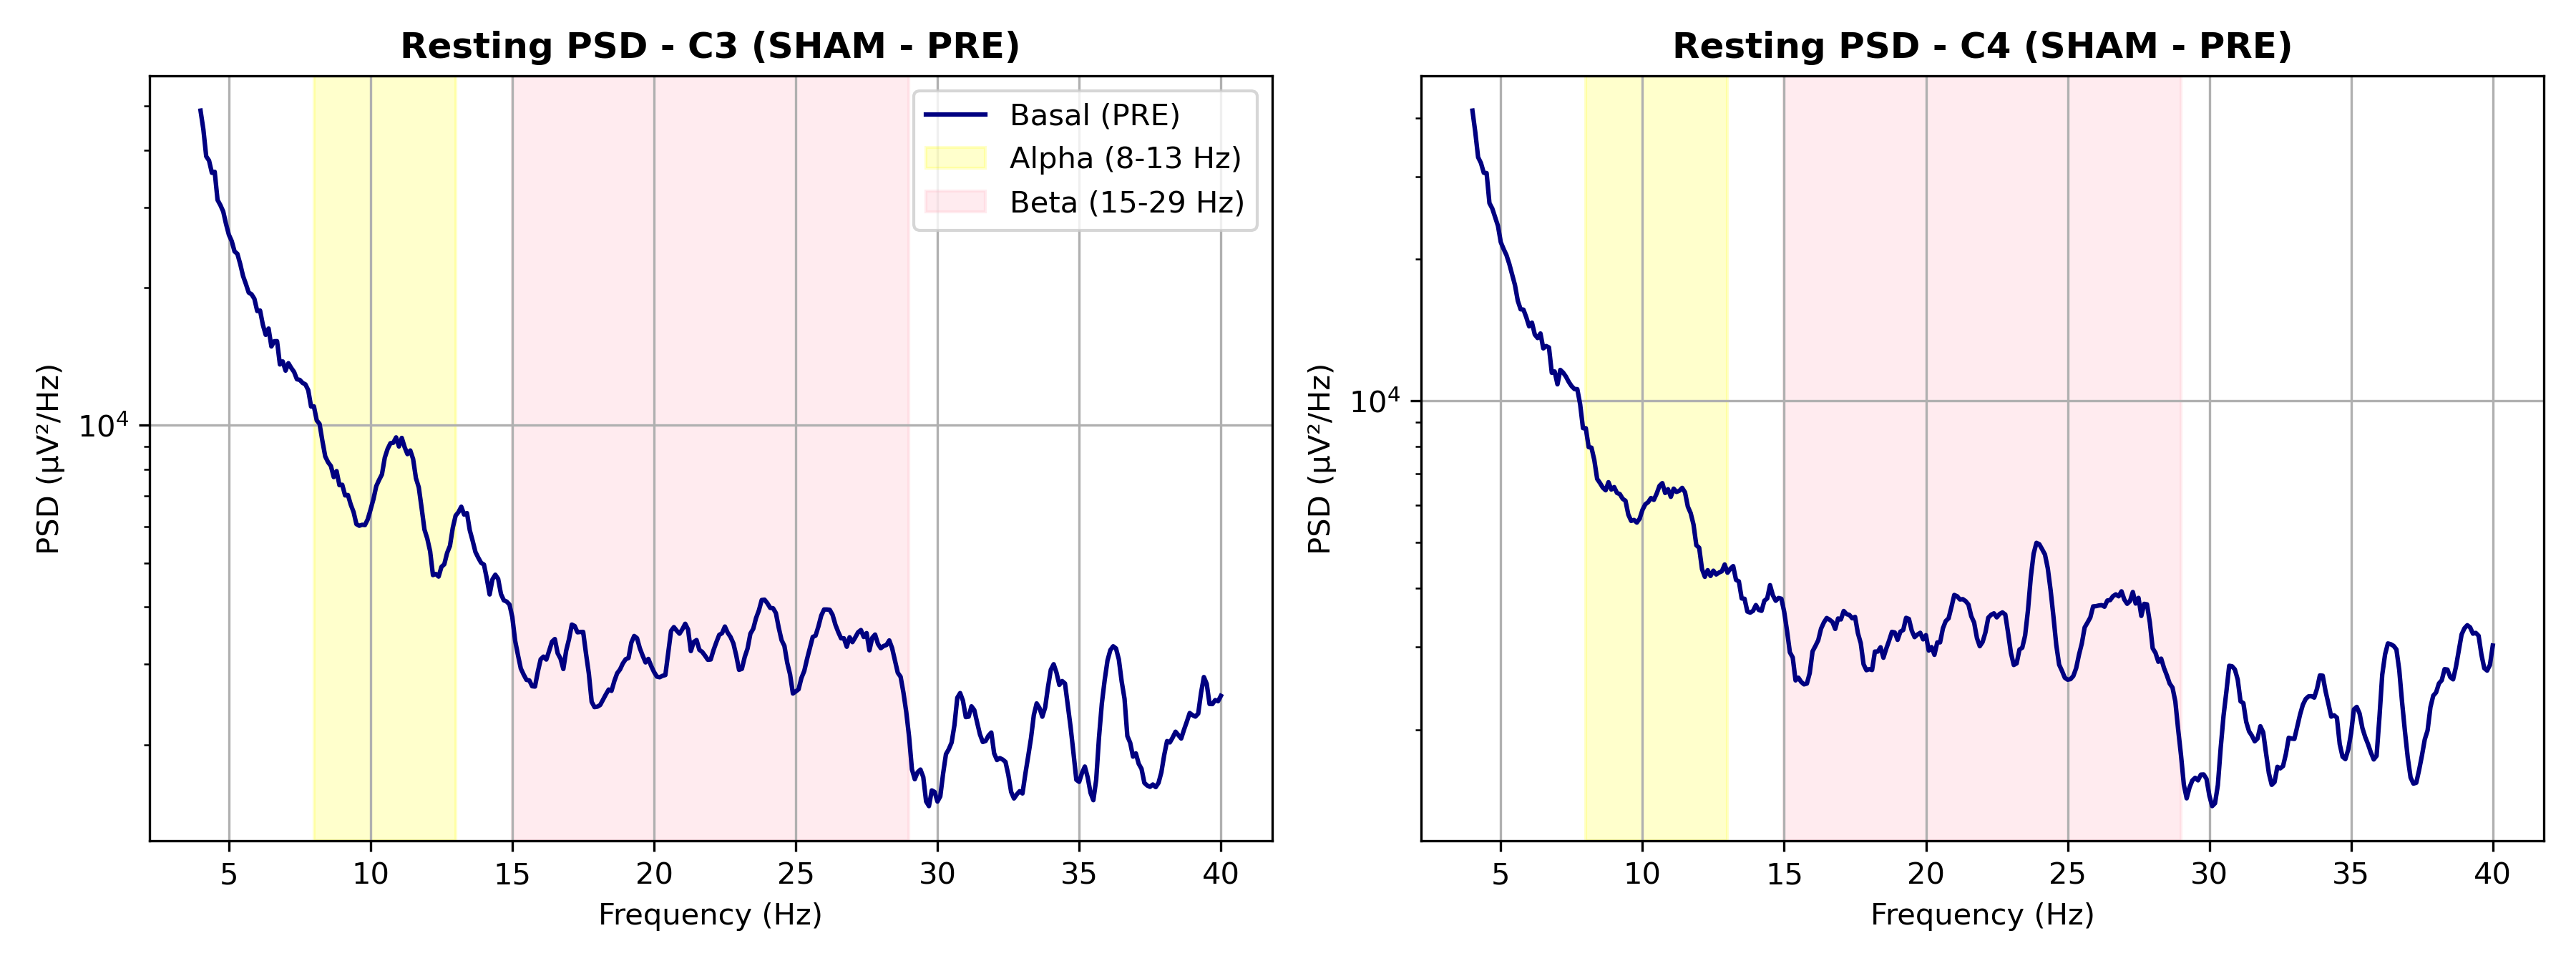 Resting PSD - C3 (SHAM - PRE)
PSD (µV²/Hz)
10⁴
Basal (PRE)
Alpha (8-13 Hz)
Beta (15-29 Hz)
5 10 15 20 25 30 35 40
Frequency (Hz)
Resting PSD - C4 (SHAM - PRE)
PSD (µV²/Hz)
10⁴
5 10 15 20 25 30 35 40
Frequency (Hz)